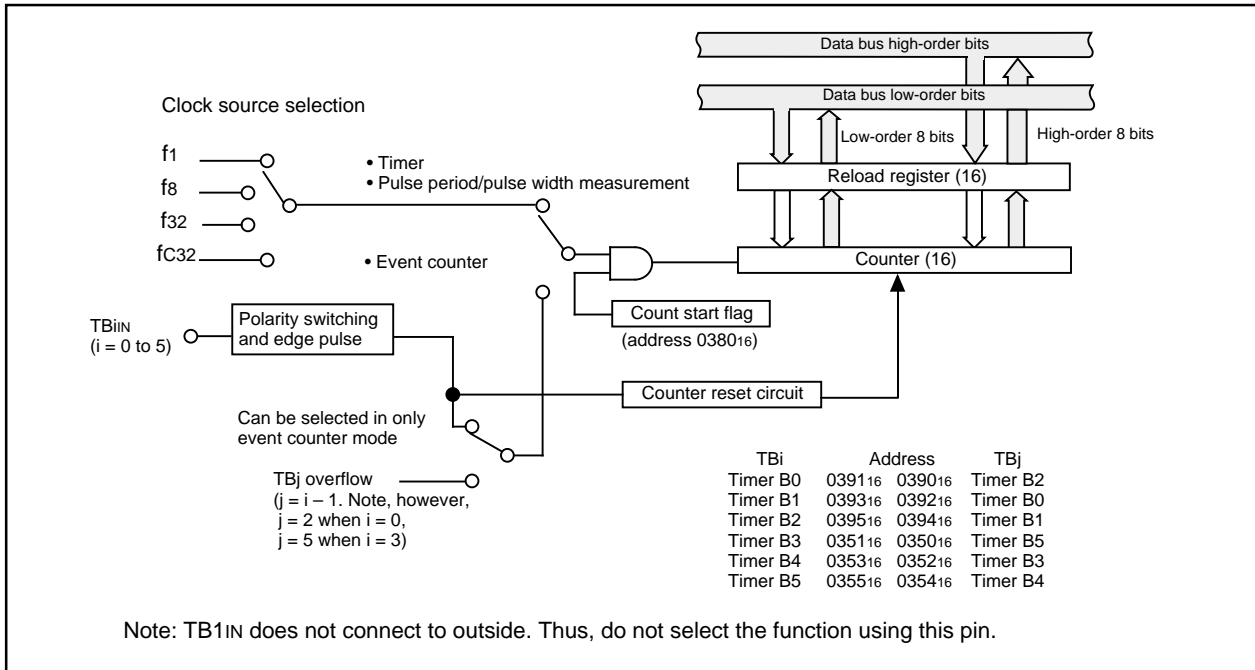 Data bus high-order bits
Data bus low-order bits
Clock source selection
Low-order 8 bits
High-order 8 bits
f1
• Timer
• Pulse period/pulse width measurement
Reload register (16)
f8
f32
fC32
• Event counter
Counter (16)
TBiIN
(i = 0 to 5)
Polarity switching
and edge pulse
Count start flag
(address 038016)
Counter reset circuit
Can be selected in only
event counter mode
TBj overflow
(j = i – 1. Note, however,
j = 2 when i = 0,
j = 5 when i = 3)
TBi Address TBj
Timer B0 039116 039016 Timer B2
Timer B1 039316 039216 Timer B0
Timer B2 039516 039416 Timer B1
Timer B3 035116 035016 Timer B5
Timer B4 035316 035216 Timer B3
Timer B5 035516 035416 Timer B4
Note: TB1IN does not connect to outside. Thus, do not select the function using this pin.